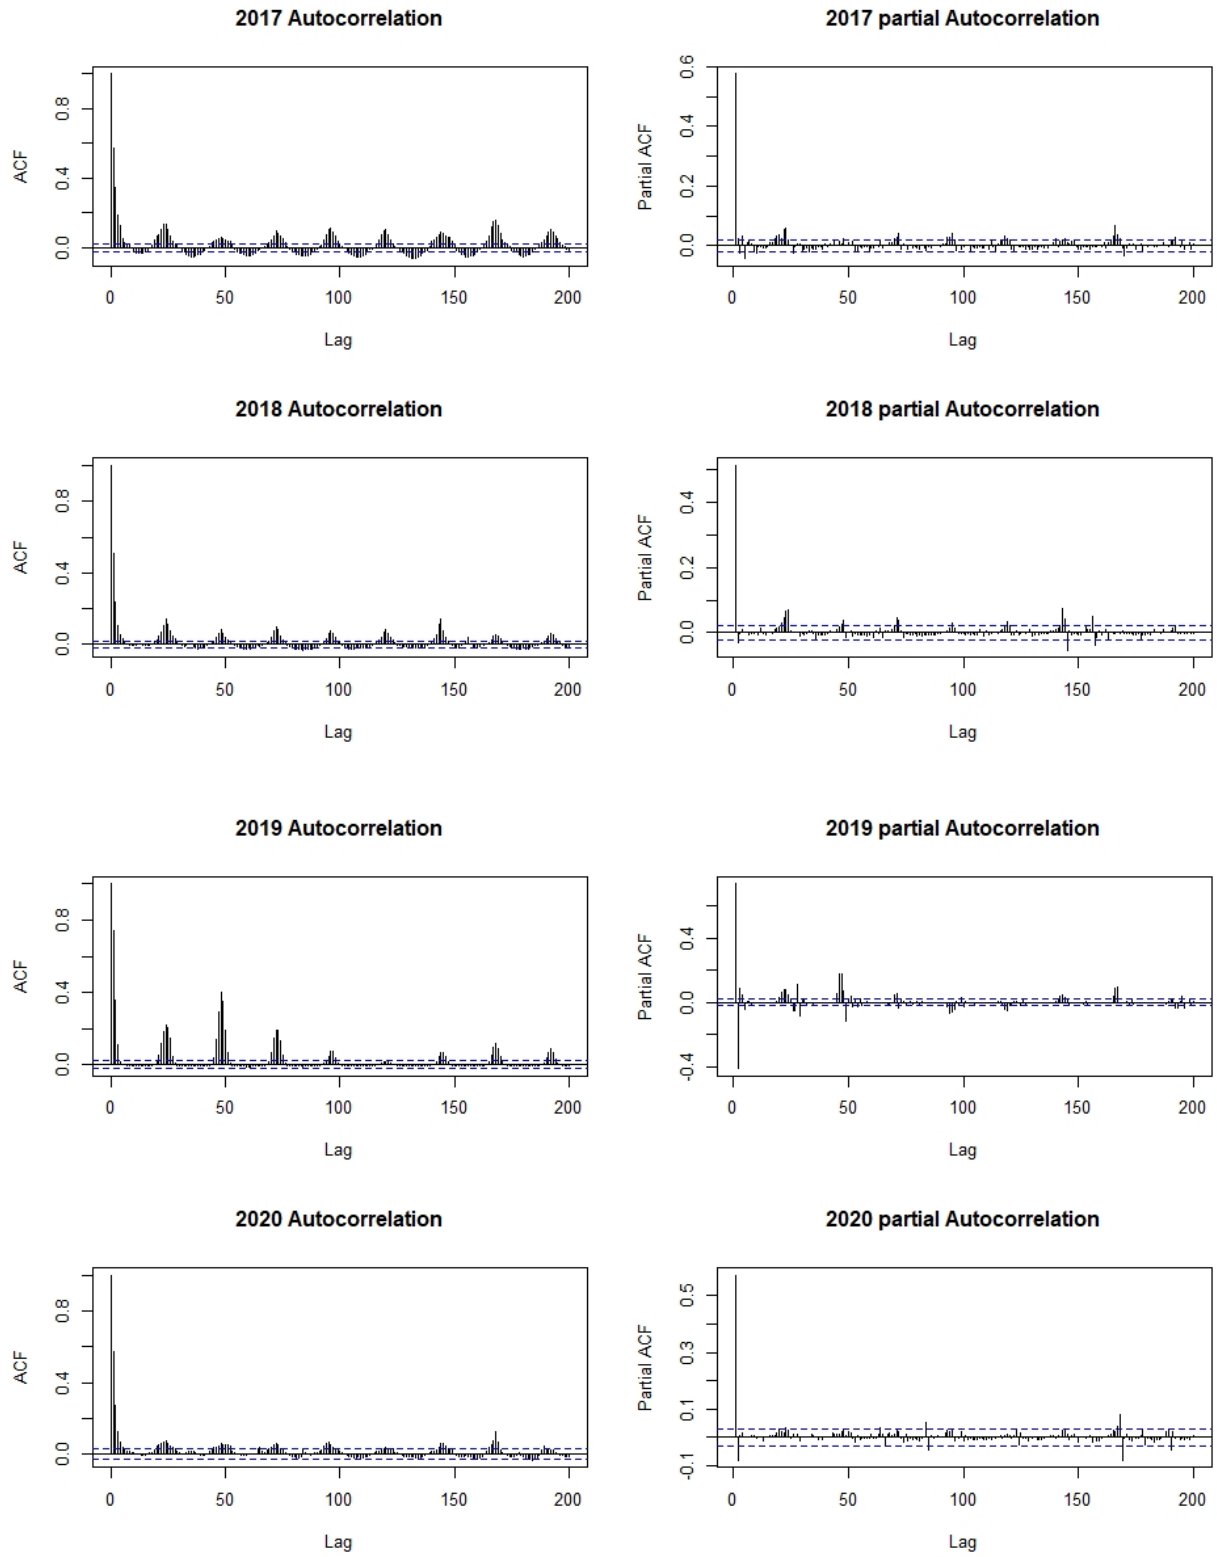 2017 Autocorrelation
ACF
0.0 0.4 0.8
0 50 100 150 200
Lag
2017 partial Autocorrelation
Partial ACF
0.0 0.2 0.4 0.6
0 50 100 150 200
Lag
2018 Autocorrelation
ACF
0.0 0.4 0.8
0 50 100 150 200
Lag
2018 partial Autocorrelation
Partial ACF
0.0 0.2 0.4
0 50 100 150 200
Lag
2019 Autocorrelation
ACF
0.0 0.4 0.8
0 50 100 150 200
Lag
2019 partial Autocorrelation
Partial ACF
-0.4 0.0 0.4
0 50 100 150 200
Lag
2020 Autocorrelation
ACF
0.0 0.4 0.8
0 50 100 150 200
Lag
2020 partial Autocorrelation
Partial ACF
-0.1 0.1 0.3 0.5
0 50 100 150 200
Lag